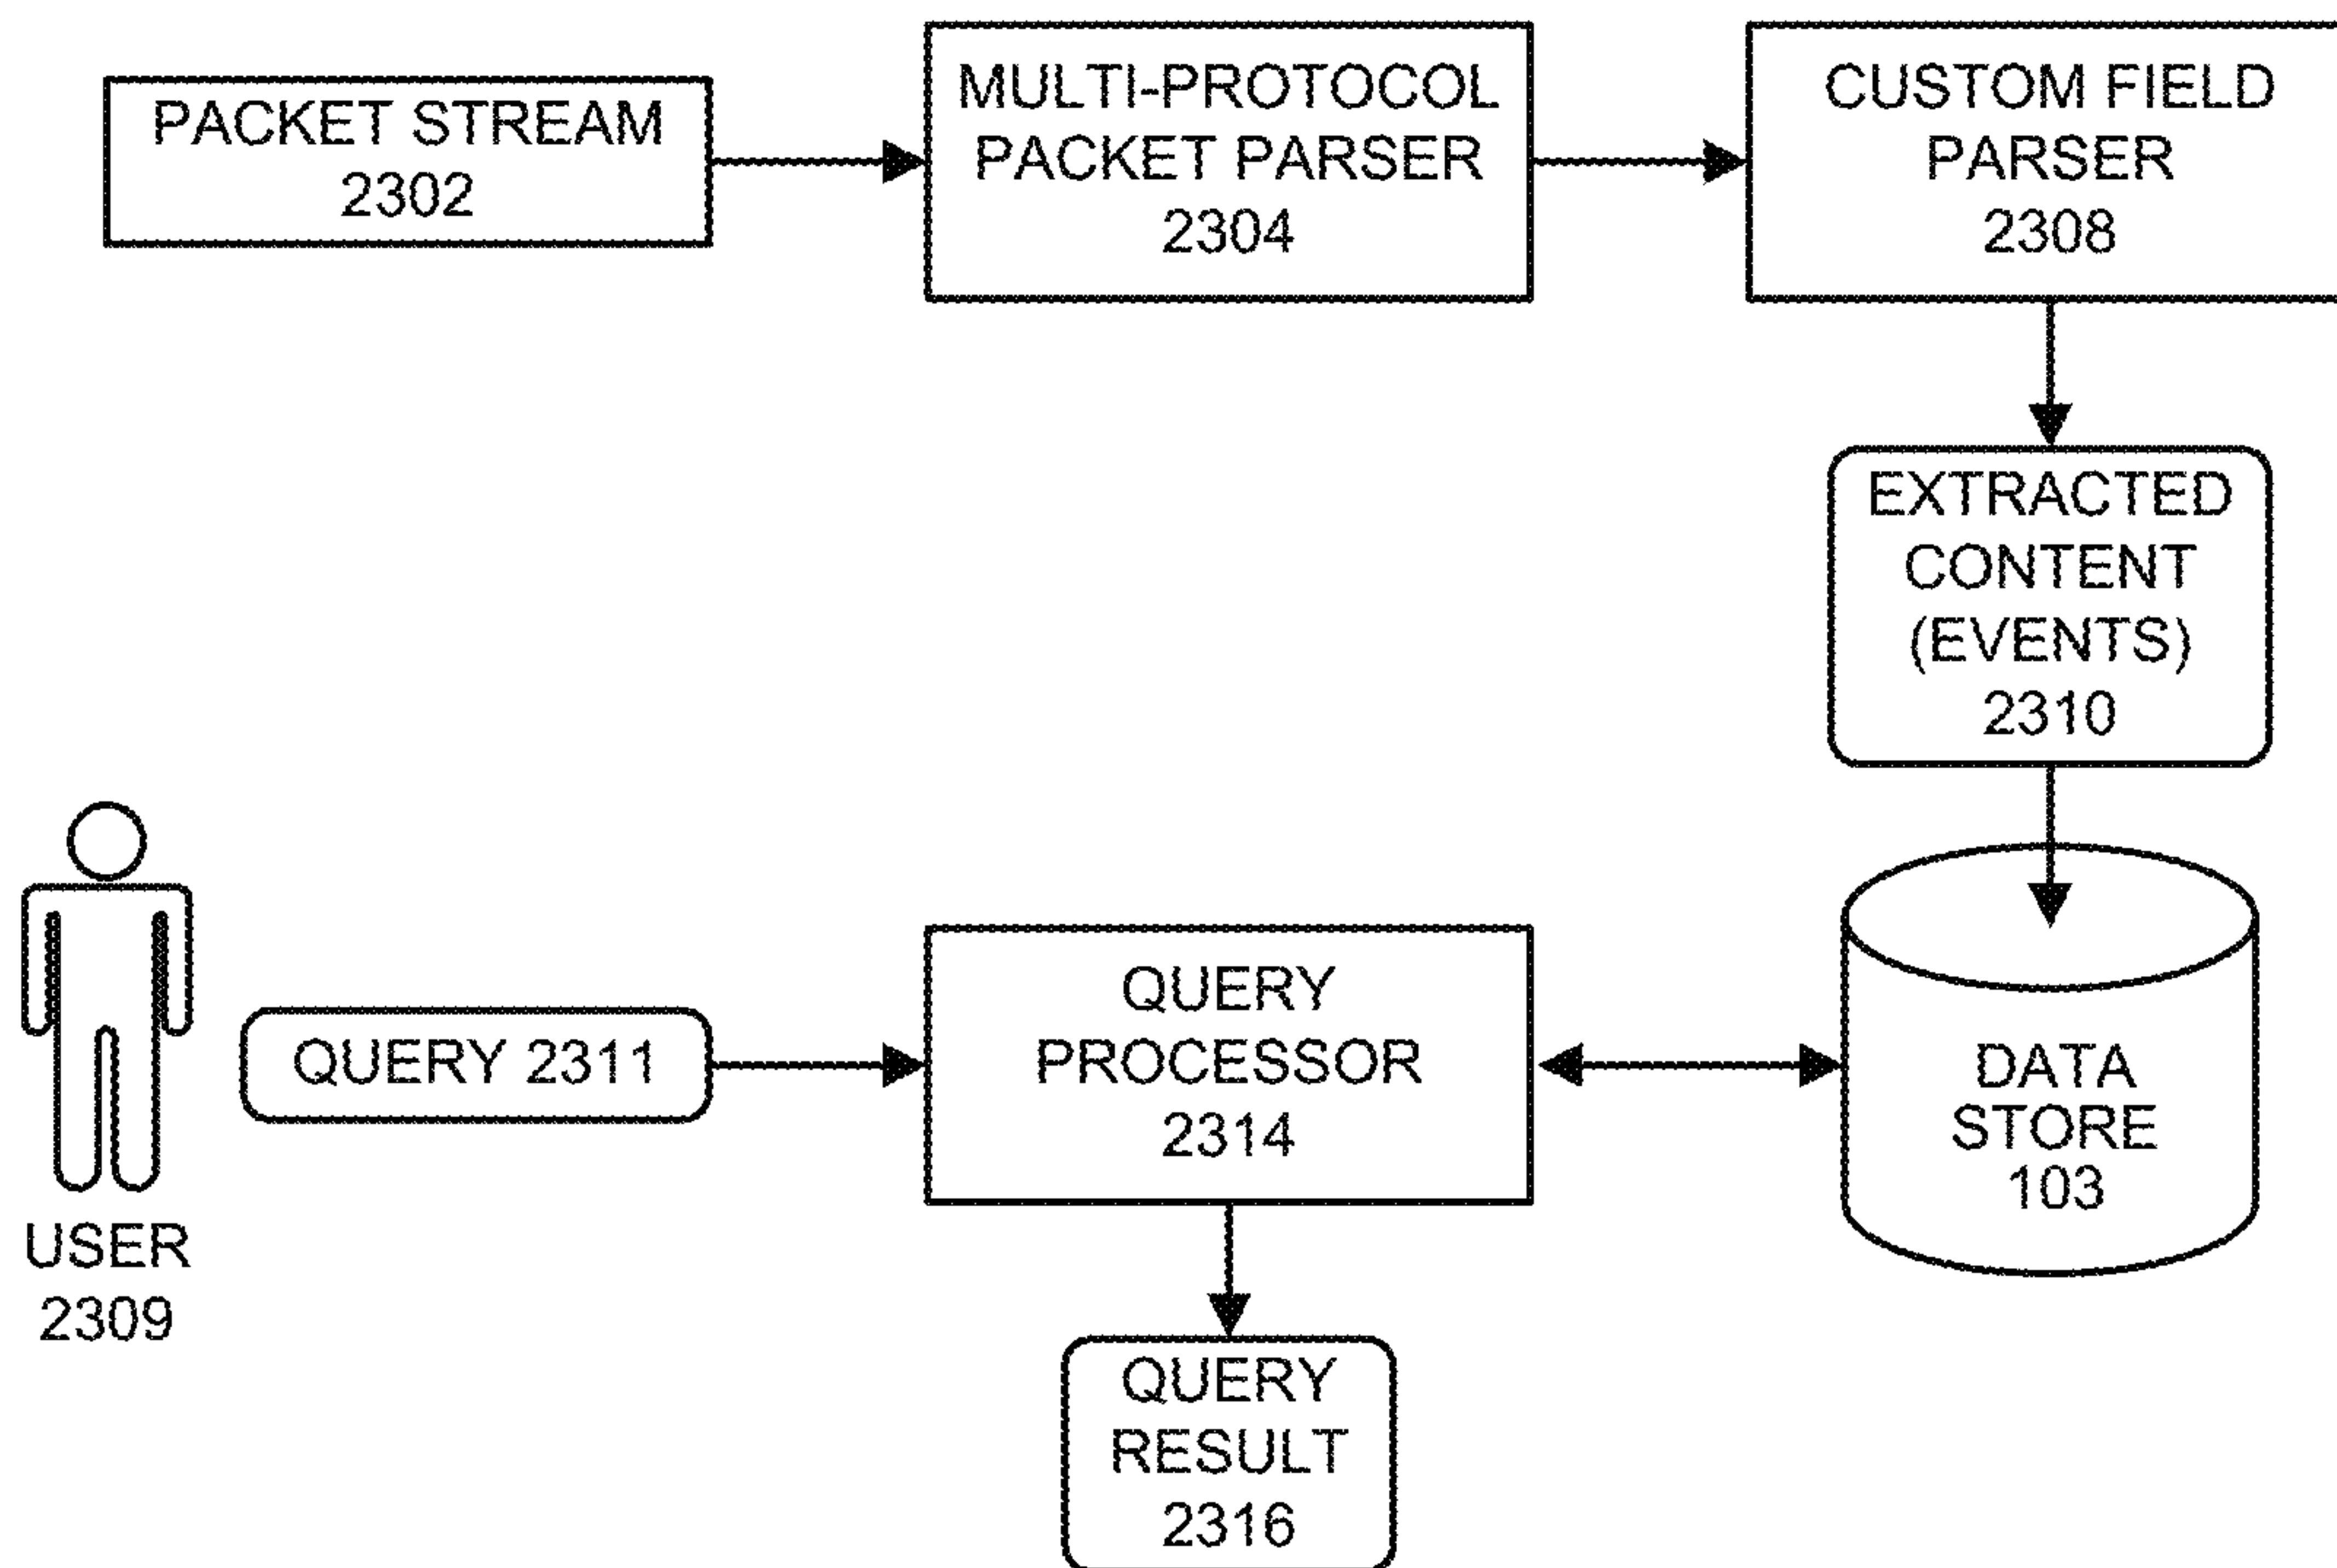 PACKET STREAM
2302
MULTI-PROTOCOL
PACKET PARSER
2304
CUSTOM FIELD
PARSER
2308
EXTRACTED
CONTENT
(EVENTS)
2310
USER
2309
QUERY 2311
QUERY
PROCESSOR
2314
DATA
STORE
103
QUERY
RESULT
2316